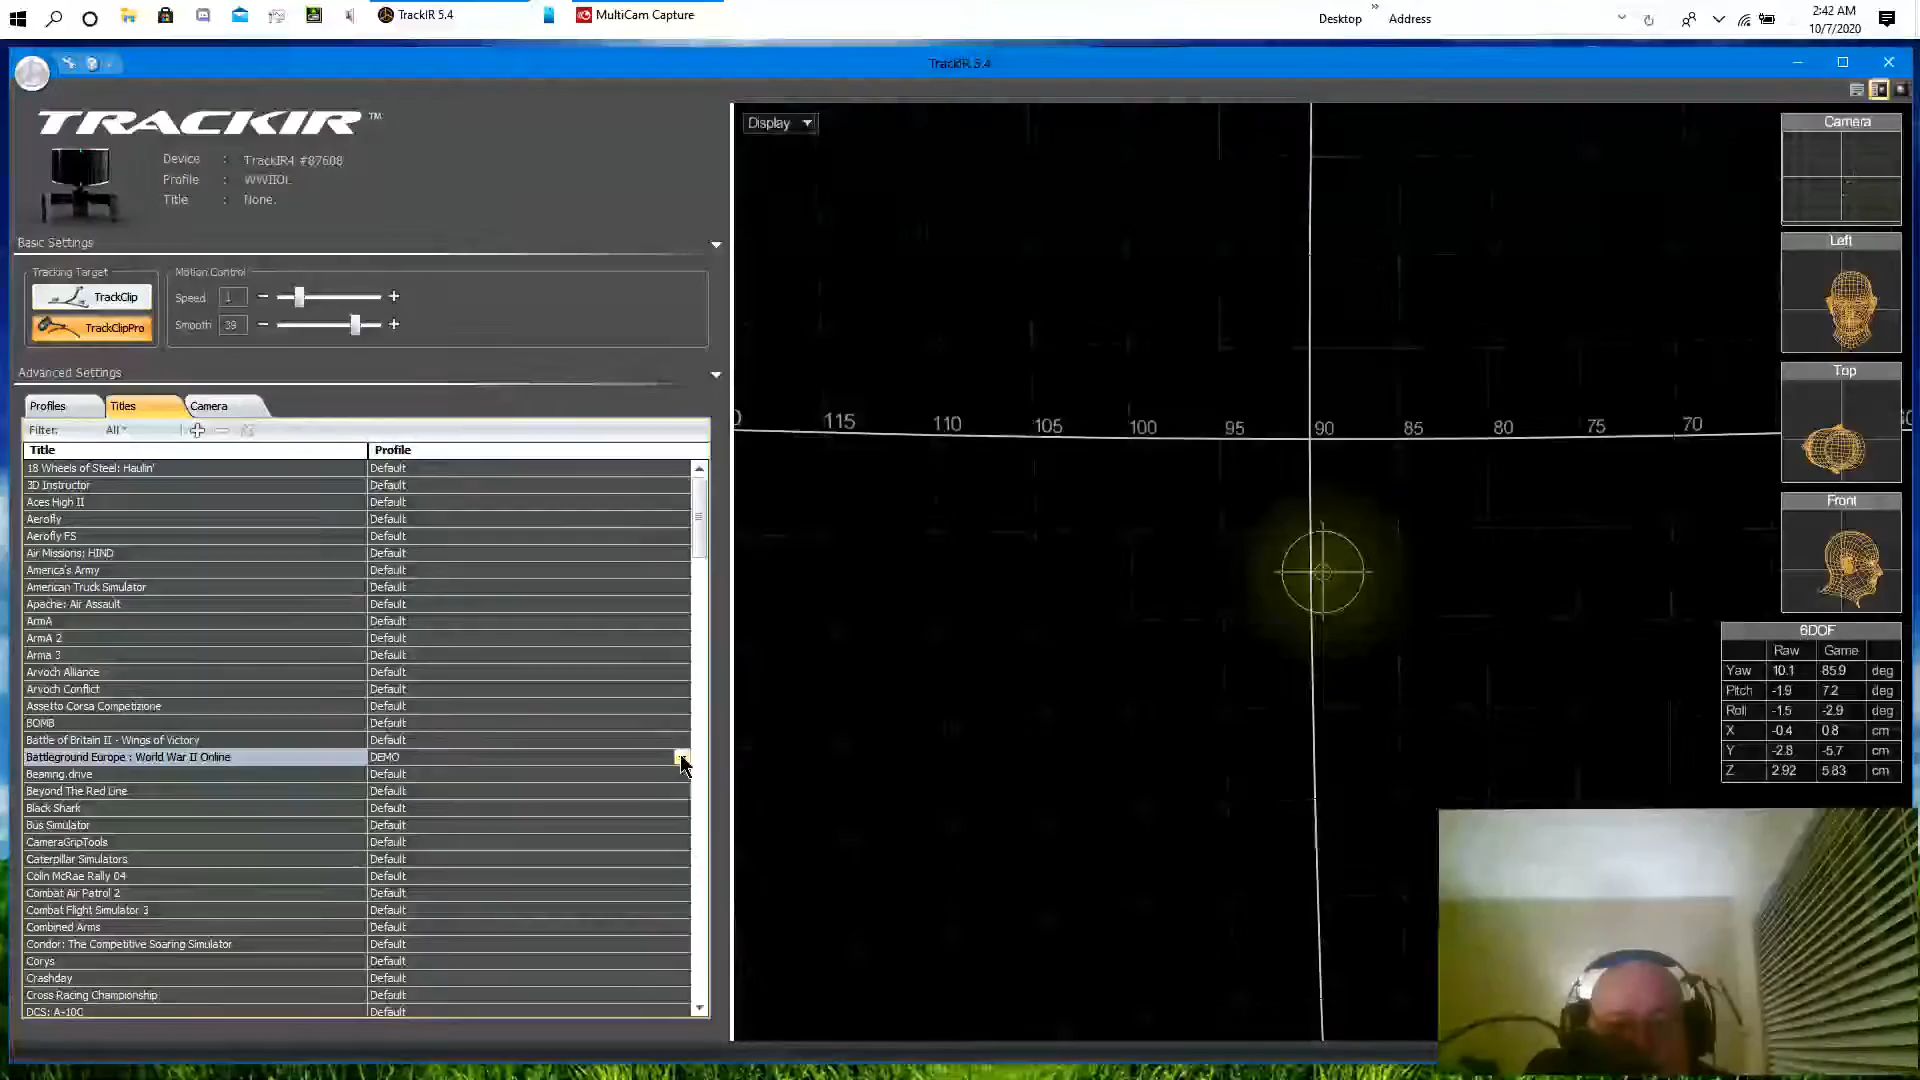 TrackIR 5.4
MultiCam Capture
Desktop
»
Address
2:42 AM
10/7/2020
TrackIR 5.4
TRACKIR™
Device : TrackIR4 #87608
Profile : WWIIOL
Title : None.
Basic Settings
Tracking Target
TrackClip
TrackClipPro
Motion Control
Speed 1 - +
Smooth 39 - +
Advanced Settings
Profiles Titles Camera
Filter: All
Title Profile
18 Wheels of Steel: Haulin' Default
3D Instructor Default
Aces High II Default
Aerofly Default
Aerofly FS Default
Air Missions: HIND Default
America's Army Default
American Truck Simulator Default
Apache: Air Assault Default
ArmA Default
ArmA 2 Default
Arma 3 Default
Arvoch Alliance Default
Arvoch Conflict Default
Assetto Corsa Competizione Default
BOMB Default
Battle of Britain II - Wings of Victory Default
Battleground Europe : World War II Online DEMO
Beamng.drive Default
Beyond The Red Line Default
Black Shark Default
Bus Simulator Default
CameraGripTools Default
Caterpillar Simulators Default
Colin McRae Rally 04 Default
Combat Air Patrol 2 Default
Combat Flight Simulator 3 Default
Combined Arms Default
Condor: The Competitive Soaring Simulator Default
Corys Default
Crashday Default
Cross Racing Championship Default
DCS: A-10C Default
Display
115 110 105 100 95 90 85 80 75 70
Camera
Left
Top
Front
6DOF
Raw Game
Yaw 10.1 85.9 deg
Pitch -1.9 7.2 deg
Roll -1.5 -2.9 deg
X -0.4 0.8 cm
Y -2.8 -5.7 cm
Z 2.92 5.83 cm